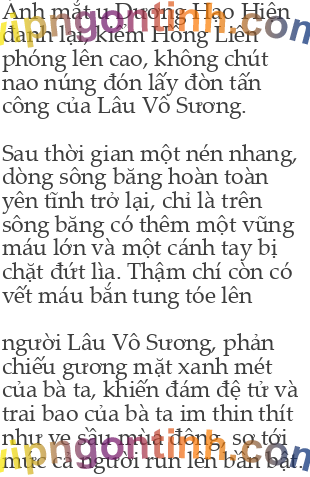 Ánh mắt u Dương Hạo Hiên
đanh lại, kiếm Hồng Liên
phóng lên cao, không chút
nao núng đón lấy đòn tấn
công của Lâu Vô Sương.
Sau thời gian một nén nhang,
dòng sông băng hoàn toàn
yên tĩnh trở lại, chỉ là trên
sông băng có thêm một vũng
máu lớn và một cánh tay bị
chặt đứt lìa. Thậm chí còn có
vết máu bắn tung tóe lên
người Lâu Vô Sương, phản
chiếu gương mặt xanh mét
của bà ta, khiến đám đệ tử và
trai bao của bà ta im thin thít
như ve sầu mùa đông, sợ tới
mức cả người run lên bần bật
vipngontinh.com
vipngontinh.com